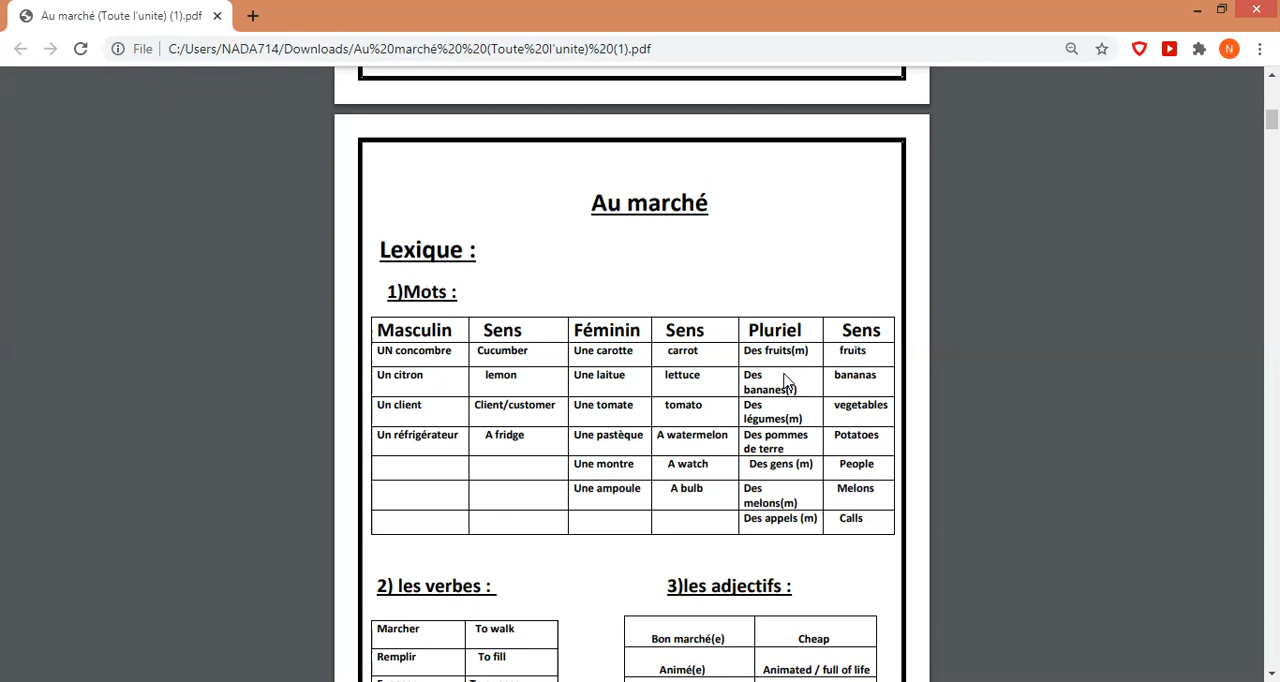 Au marché (Toute l'unite) (1).pdf
File C:/Users/NADA714/Downloads/Au%20marché%20%20(Toute%20l'unite)%20(1).pdf
N
Au marché
Lexique :
1)Mots :
Masculin Sens Féminin Sens Pluriel Sens
UN concombre Cucumber Une carotte carrot Des fruits(m) fruits
Un citron lemon Une laitue lettuce Des bananas
Un client Client/customer Une tomate tomato Des vegetables
légumes(m)
Un réfrigérateur A fridge Une pastèque A watermelon Des pommes Potatoes
de terre
Une montre A watch Des gens (m) People
Une ampoule A bulb Des Melons
melons(m)
Des appels (m) Calls
2) les verbes : 3)les adjectifs :
Marcher To walk
Bon marché(e) Cheap
Remplir To fill
Animé(e) Animated / full of life